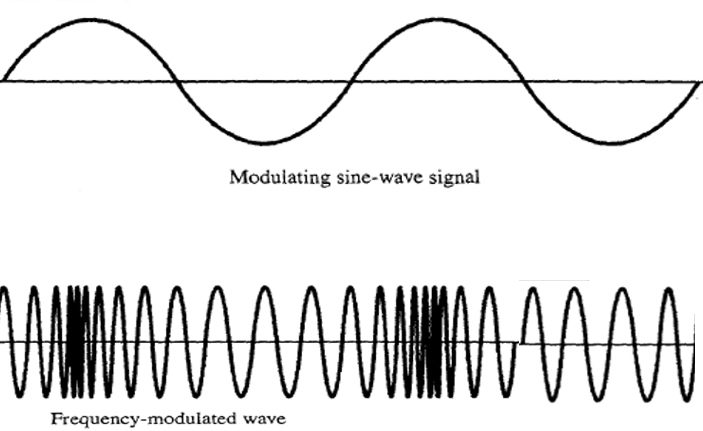 Modulating sine-wave signal
Frequency-modulated wave